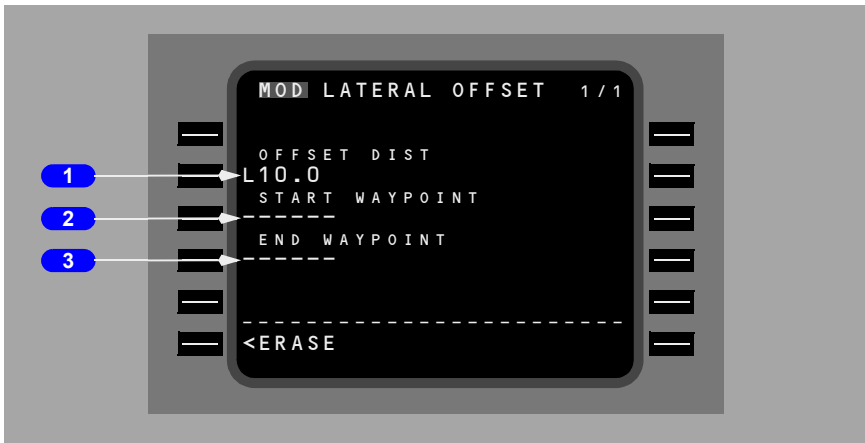 MOD LATERAL OFFSET 1/1
OFFSET DIST
1
L10.0
START WAYPOINT
2
------
END WAYPOINT
3
------
------------------------
<ERASE